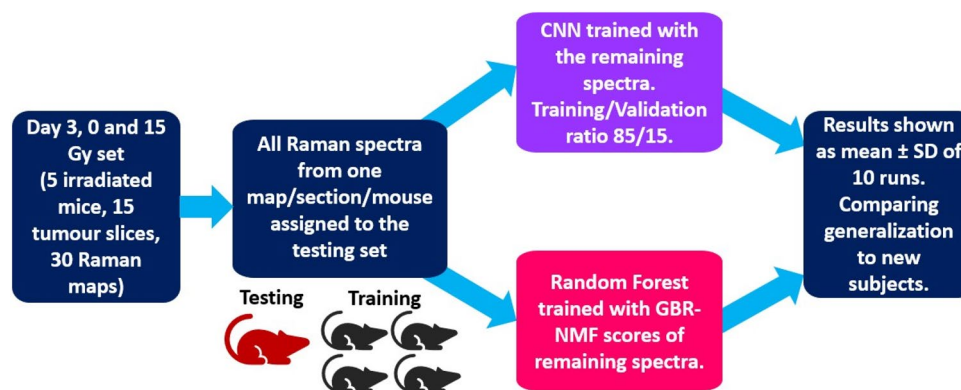 Day 3, 0 and 15
Gy set
(5 irradiated
mice, 15
tumour slices,
30 Raman
maps)
All Raman spectra
from one
map/section/mouse
assigned to the
testing set
Testing
Training
CNN trained with
the remaining
spectra.
Training/Validation
ratio 85/15.
Random Forest
trained with GBR-
NMF scores of
remaining spectra.
Results shown
as mean ± SD of
10 runs.
Comparing
generalization
to new
subjects.